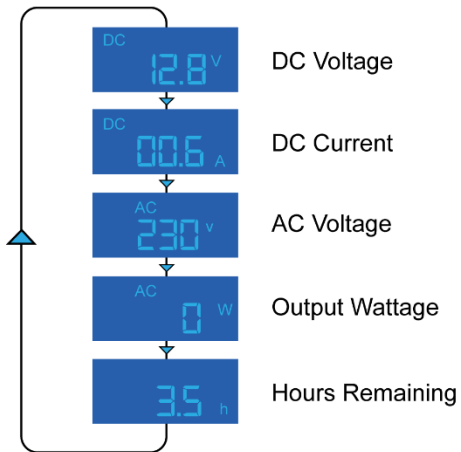 DC
12.8 V
DC Voltage
DC
00.6 A
DC Current
AC
230 v
AC Voltage
AC
0 W
Output Wattage
3.5 h
Hours Remaining